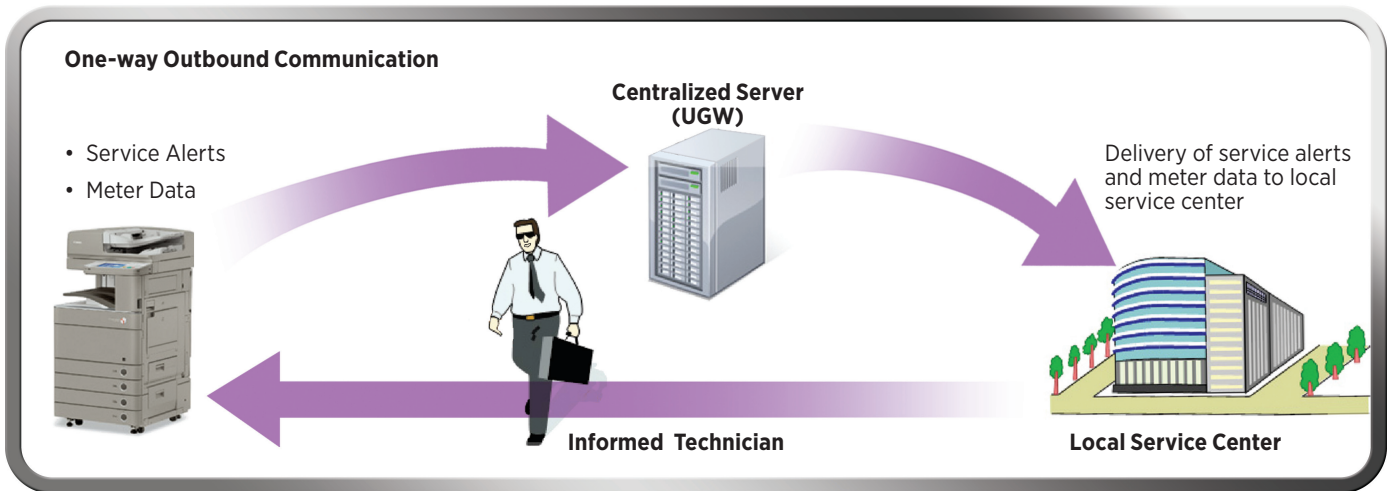 One-way Outbound Communication
Centralized Server
(UGW)
• Service Alerts
• Meter Data
Delivery of service alerts
and meter data to local
service center
Informed Technician
Local Service Center